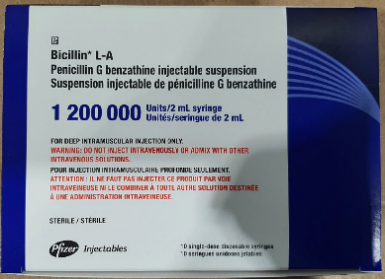 Bicillin* L-A
Penicillin G benzathine injectable suspension
Suspension injectable de pénicilline G benzathine
1 200 000 Units/2 mL syringe
Unités/seringue de 2 mL
FOR DEEP INTRAMUSCULAR INJECTION ONLY.
WARNING: DO NOT INJECT INTRAVENOUSLY OR ADMIX WITH OTHER
INTRAVENOUS SOLUTIONS.
POUR INJECTION INTRAMUSCULAIRE PROFONDE SEULEMENT.
ATTENTION : IL NE FAUT PAS INJECTER CE PRODUIT PAR VOIE
INTRAVEINEUSE NI LE COMBINER À TOUTE AUTRE SOLUTION DESTINÉE
À UNE ADMINISTRATION INTRAVEINEUSE.
STERILE / STÉRILE
Pfizer Injectables
10 single-dose disposable syringes
10 seringues unidoses jetables